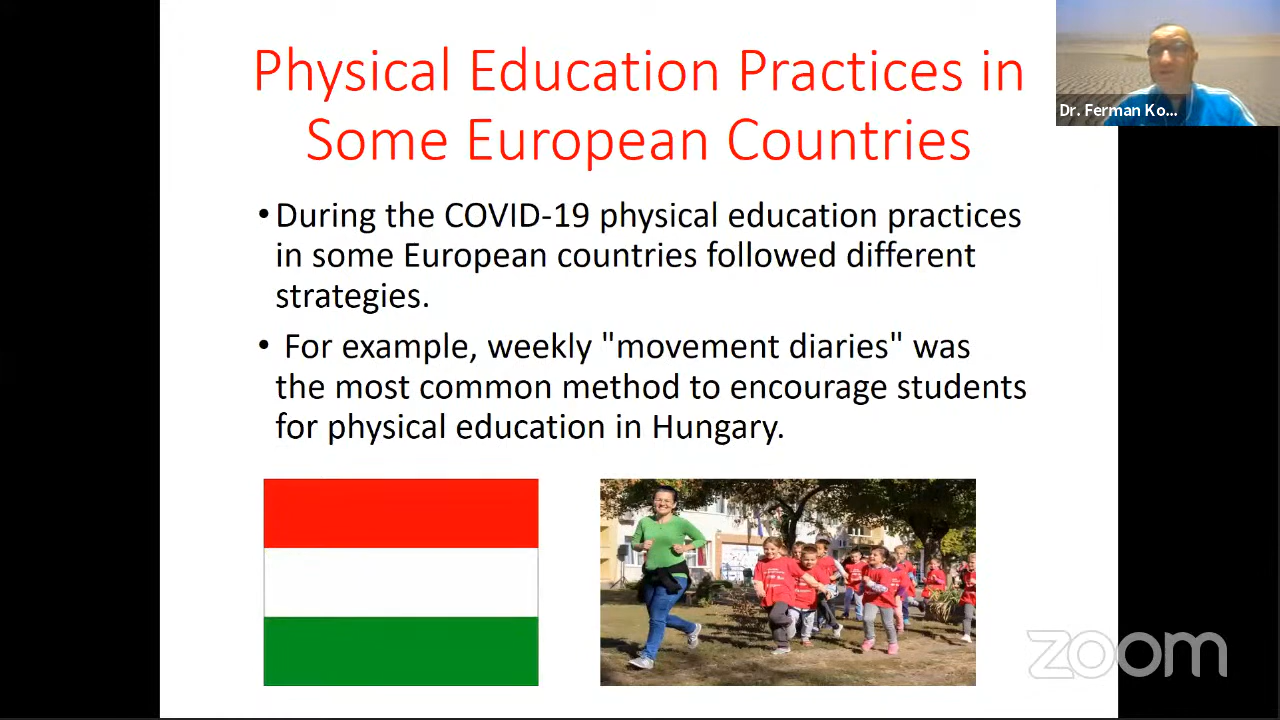 Physical Education Practices in
Some European Countries
Dr. Ferman Ko...
•During the COVID-19 physical education practices
in some European countries followed different
strategies.
• For example, weekly "movement diaries" was
the most common method to encourage students
for physical education in Hungary.
zoom